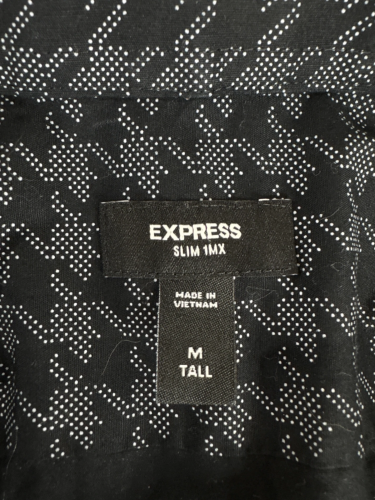 EXPRESS
SLIM 1MX
MADE IN
VIETNAM
M
TALL